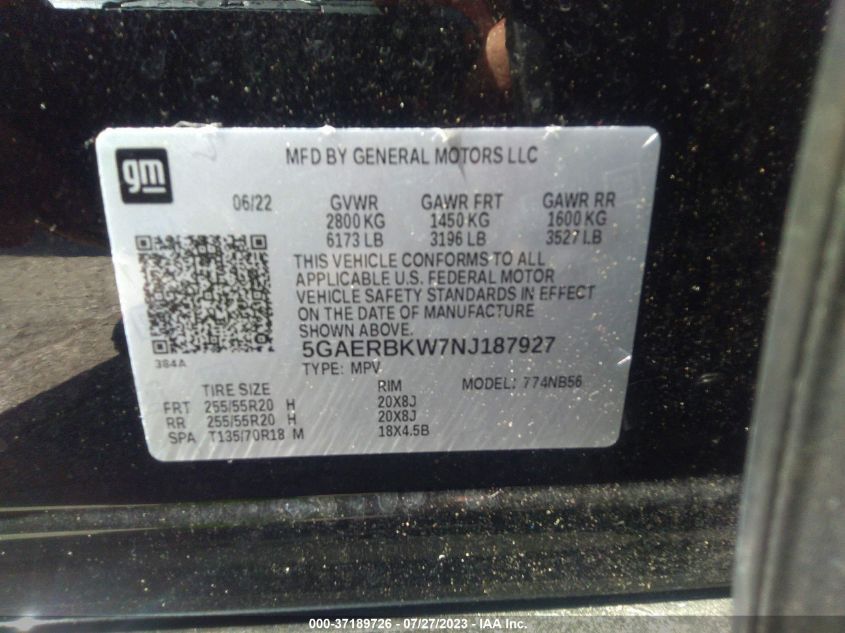 gm
MFD BY GENERAL MOTORS LLC
06/22 GVWR GAWR FRT GAWR RR
2800 KG 1450 KG 1600 KG
6173 LB 3196 LB 3527 LB
THIS VEHICLE CONFORMS TO ALL
APPLICABLE U.S. FEDERAL MOTOR
VEHICLE SAFETY STANDARDS IN EFFECT
ON THE DATE OF MANUFACTURE
SHOWN ABOVE.
384A
5GAERBKW7NJ187927
TYPE: MPV MODEL: 774NB56
TIRE SIZE RIM
FRT 255/55R20 H 20X8J
RR 255/55R20 H 20X8J
SPA T135/70R18 M 18X4.5B
000-37189726 - 07/27/2023 - IAA Inc.